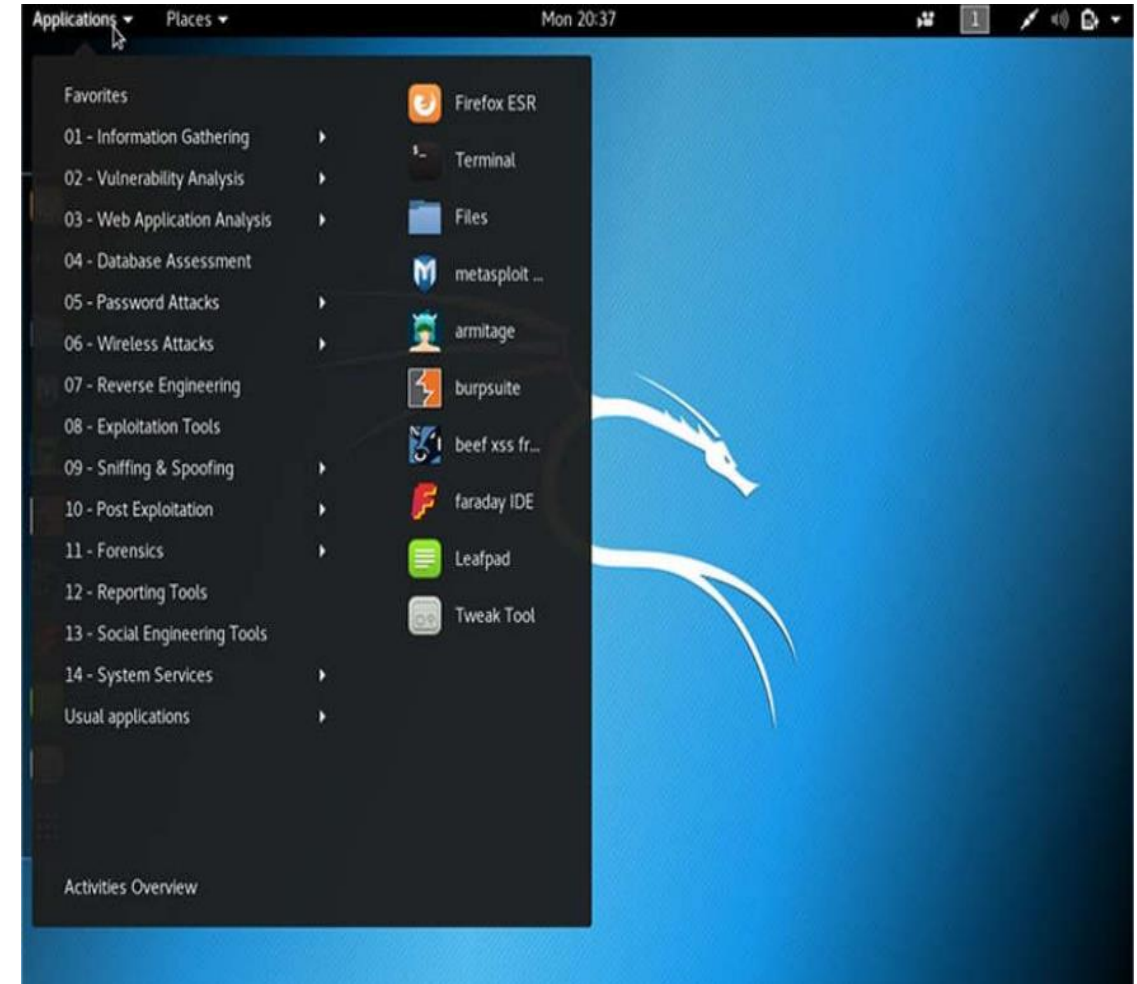 Applications Places Mon 20:37 1
Favorites
01 - Information Gathering
02 - Vulnerability Analysis
03 - Web Application Analysis
04 - Database Assessment
05 - Password Attacks
06 - Wireless Attacks
07 - Reverse Engineering
08 - Exploitation Tools
09 - Sniffing & Spoofing
10 - Post Exploitation
11 - Forensics
12 - Reporting Tools
13 - Social Engineering Tools
14 - System Services
Usual applications
Activities Overview
Firefox ESR
Terminal
Files
metasploit ...
armitage
burpsuite
beef xss fr...
faraday IDE
Leafpad
Tweak Tool